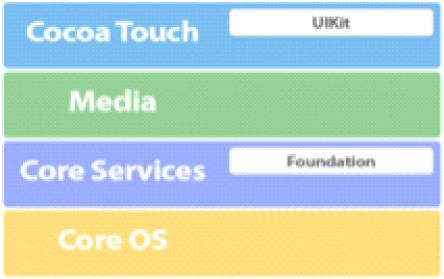 Cocoa Touch
UIKit
Media
Core Services
Foundation
Core OS